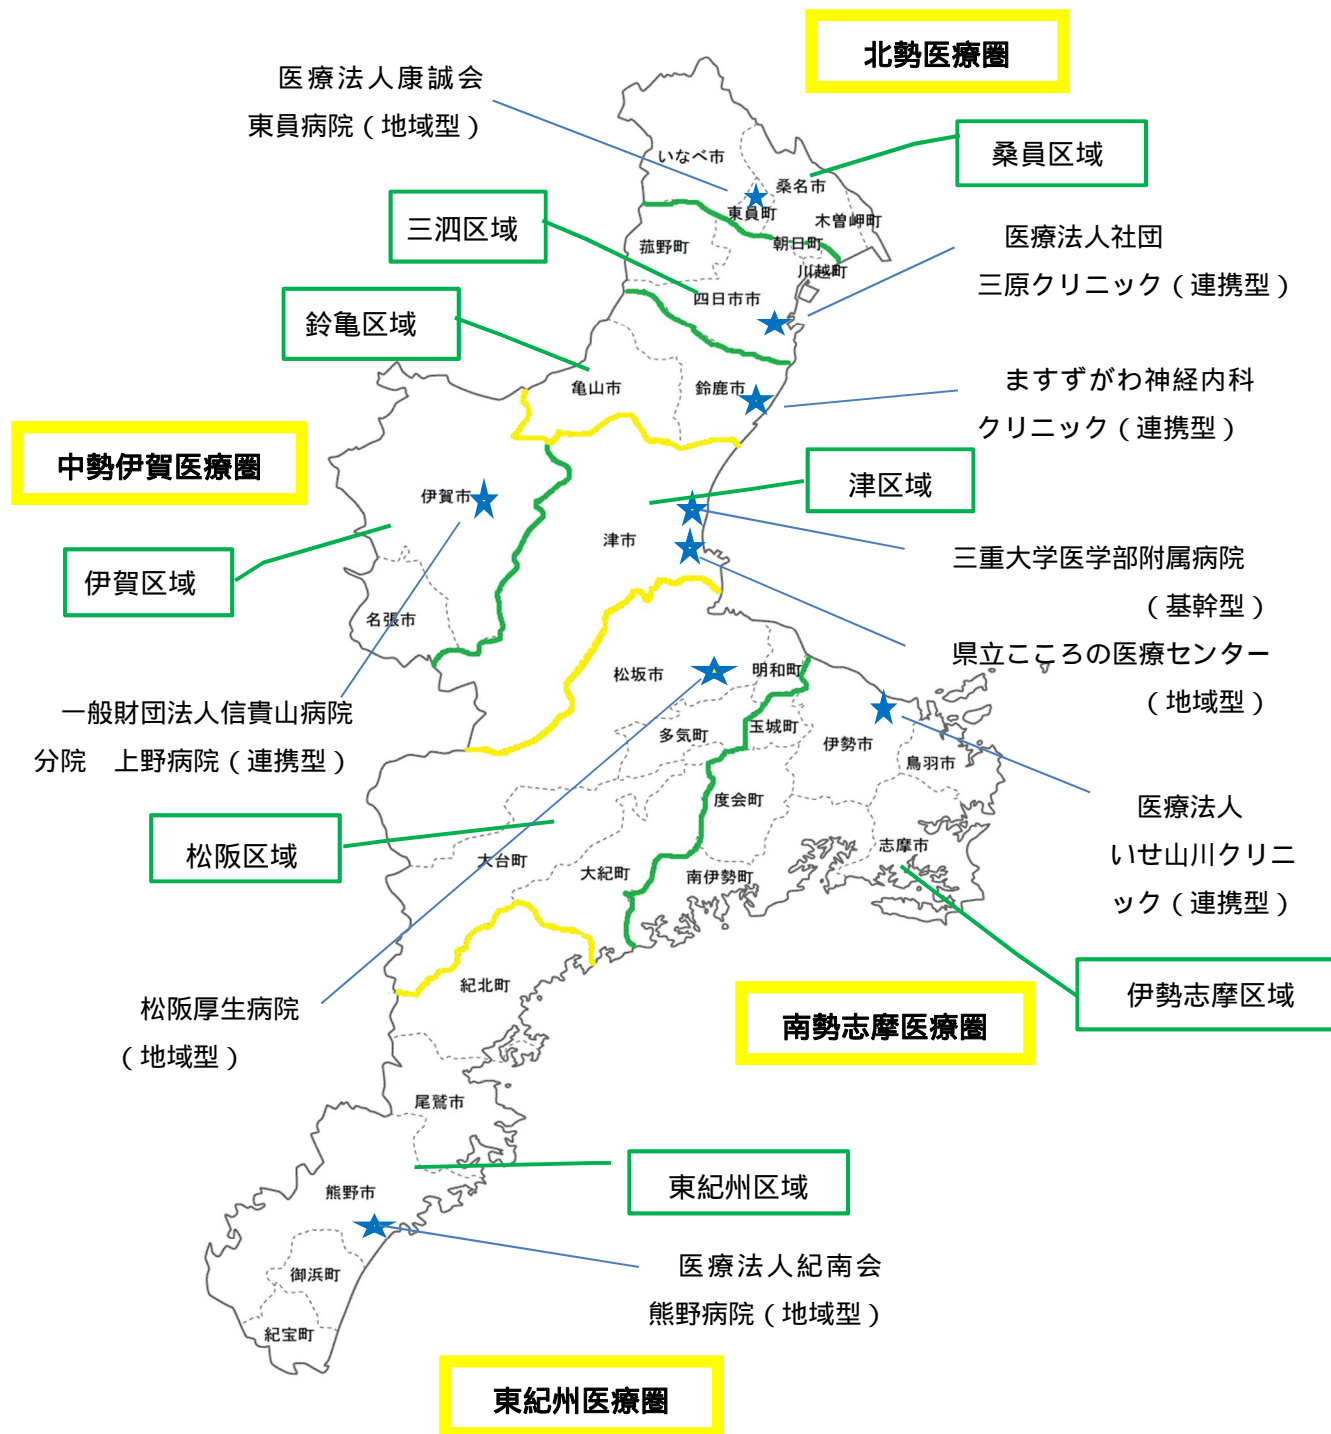 北勢医療圏
医療法人康誠会
東員病院（地域型）
桑員区域
いなべ市
桑名市
東員町
木曽岬町
三泗区域
菰野町
朝日町
川越町
医療法人社団
三原クリニック（連携型）
四日市市
鈴亀区域
亀山市
鈴鹿市
ますずがわ神経内科
クリニック（連携型）
中勢伊賀医療圏
伊賀市
津区域
津市
伊賀区域
名張市
三重大学医学部附属病院
（基幹型）
県立こころの医療センター
（地域型）
松坂市
明和町
一般財団法人信貴山病院
分院　上野病院（連携型）
多気町
玉城町
伊勢市
鳥羽市
度会町
医療法人
いせ山川クリニ
ック（連携型）
松阪区域
大台町
大紀町
南伊勢町
志摩市
紀北町
伊勢志摩区域
松阪厚生病院
（地域型）
南勢志摩医療圏
尾鷲市
東紀州区域
熊野市
御浜町
紀宝町
医療法人紀南会
熊野病院（地域型）
東紀州医療圏